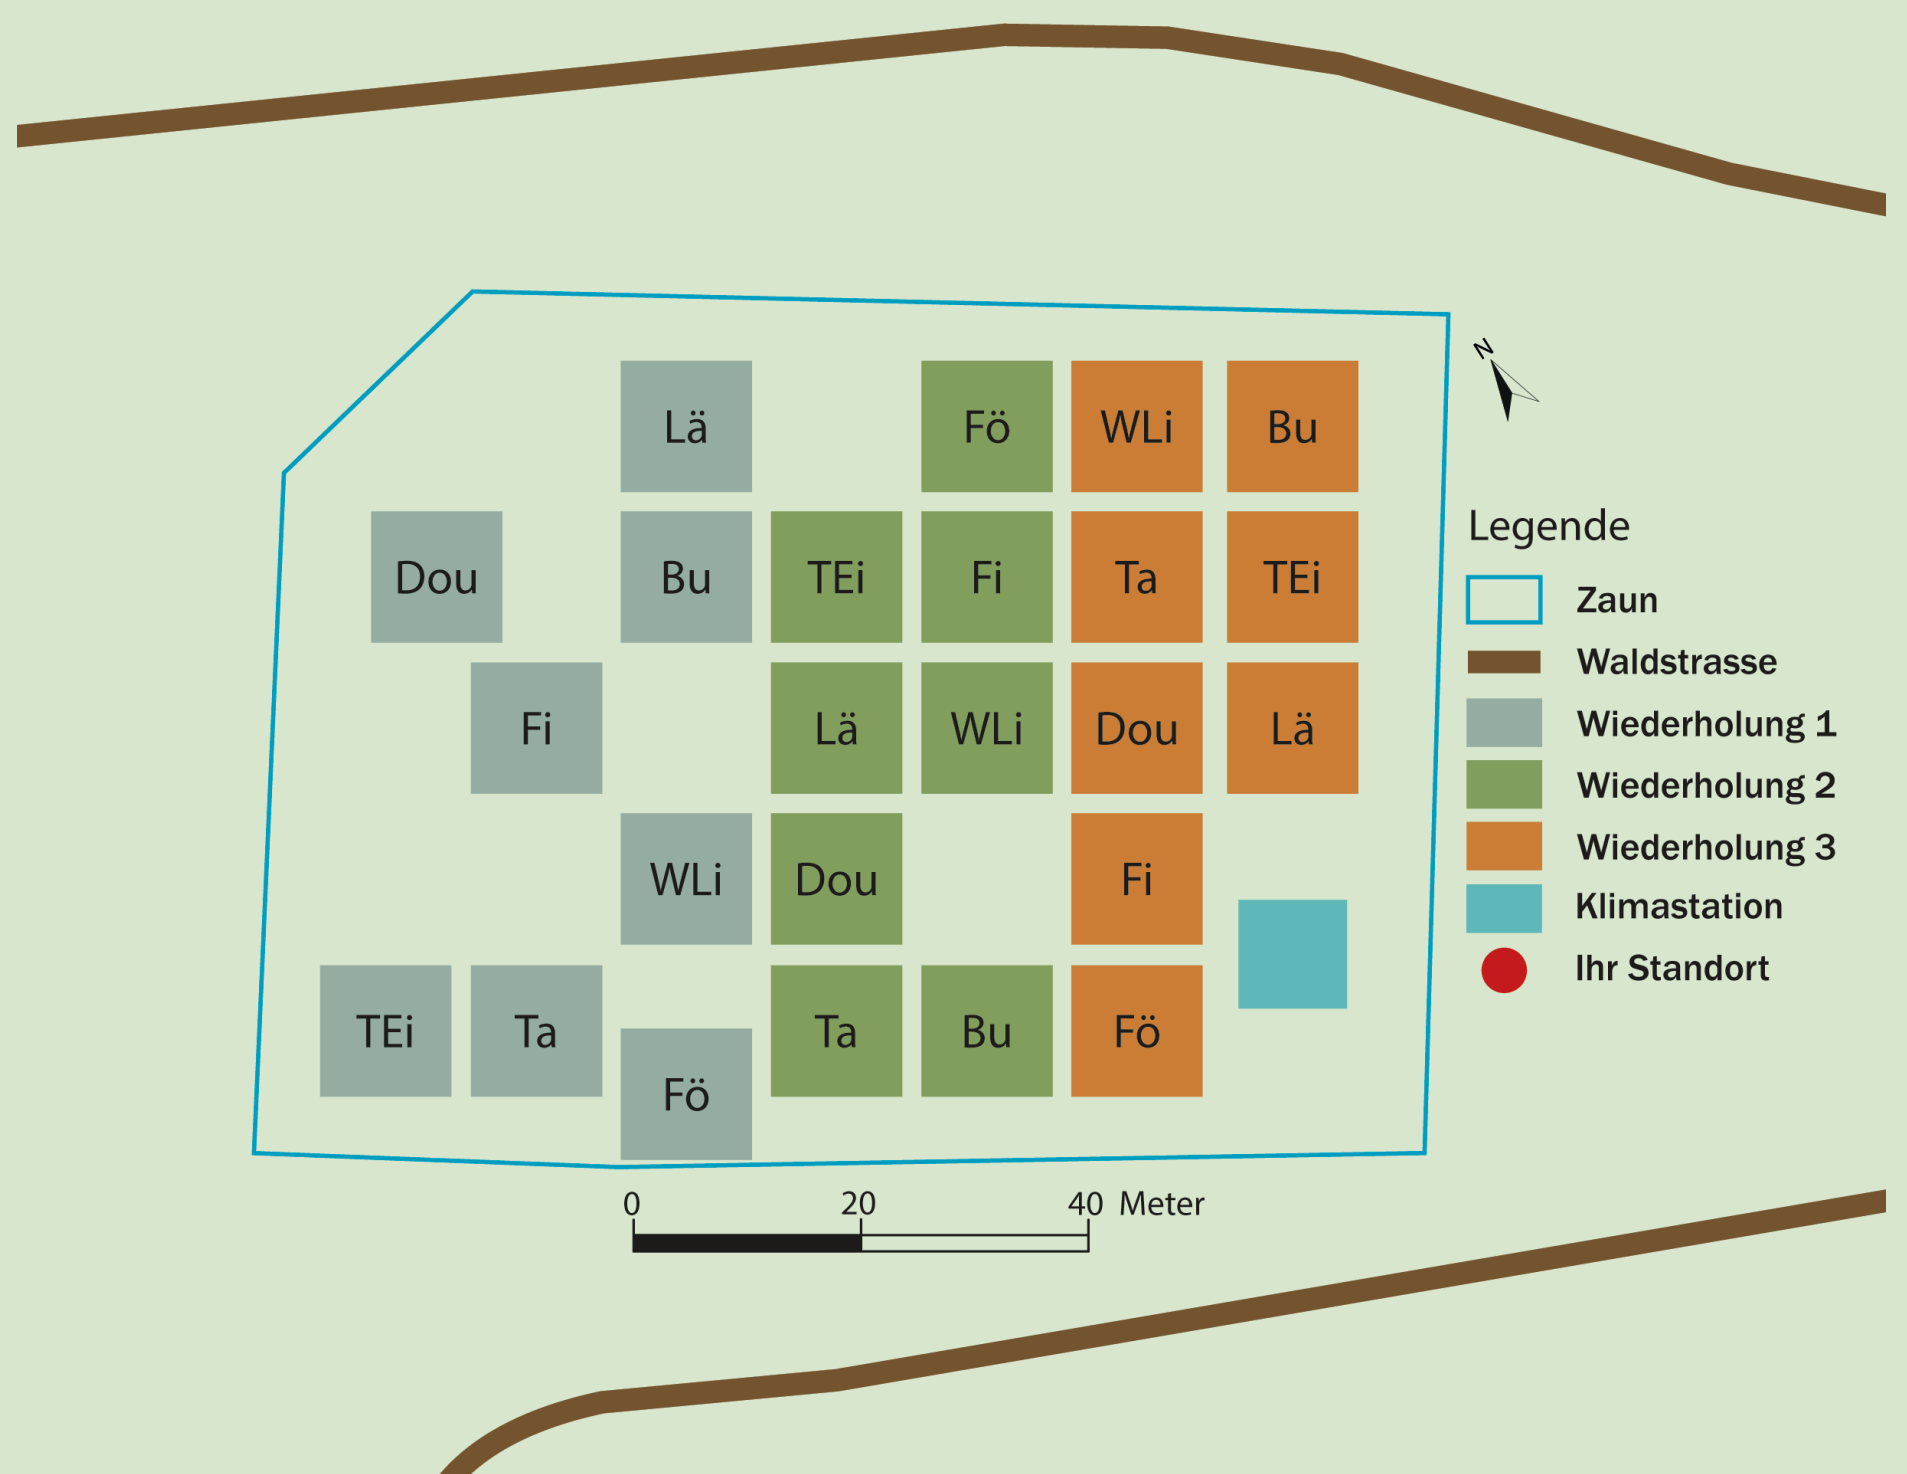 Lä Fö WLi Bu
N
Dou Bu TEi Fi Ta TEi
Fi Lä WLi Dou Lä
WLi Dou Fi
TEi Ta Fö Ta Bu Fö
Legende
Zaun
Waldstrasse
Wiederholung 1
Wiederholung 2
Wiederholung 3
Klimastation
Ihr Standort
0 20 40 Meter